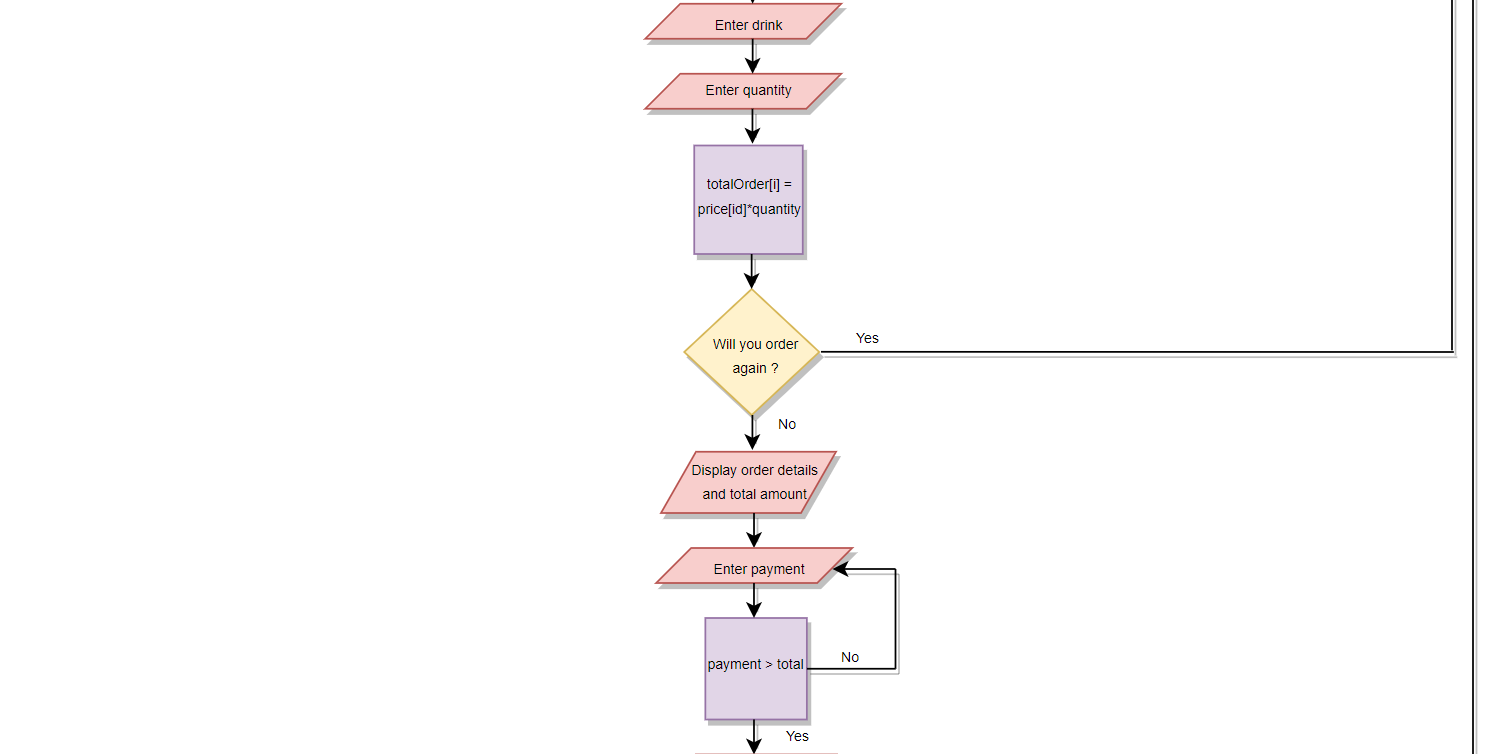 Enter drink
Enter quantity
totalOrder[i] =
price[id]*quantity
Will you order
again ?
Yes
No
Display order details
and total amount
Enter payment
payment > total
No
Yes